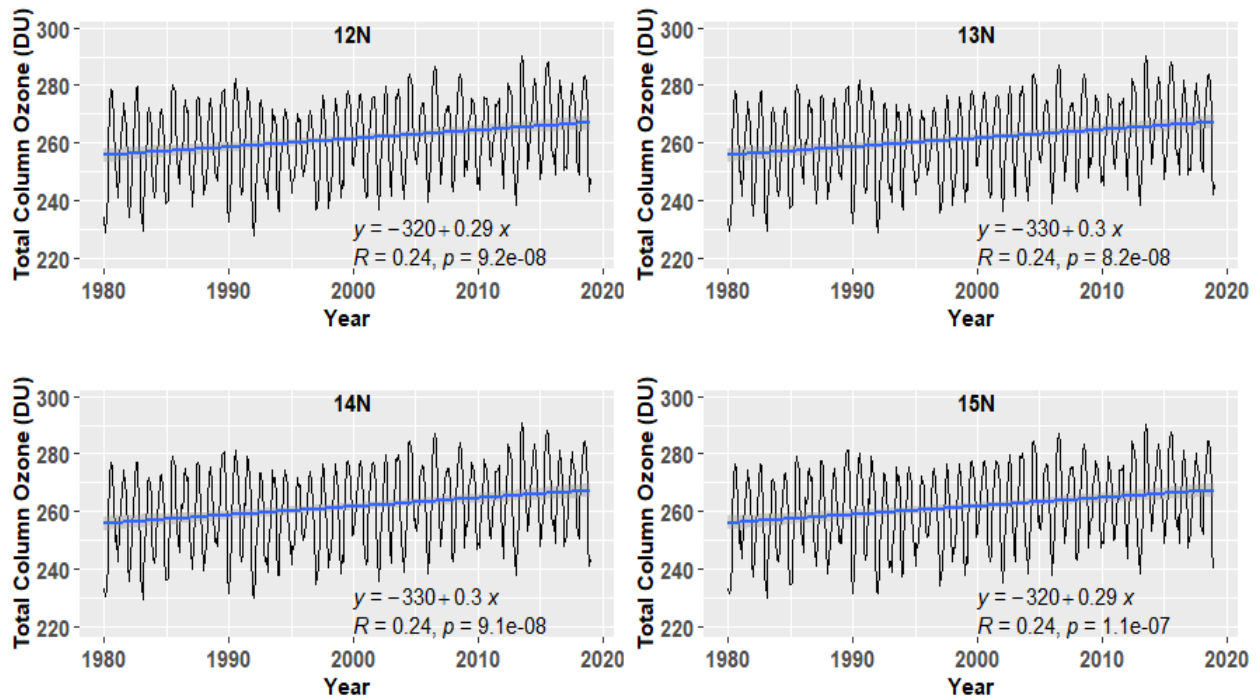 Total Column Ozone (DU)
12N
300
280
260
240
220
y = −320 + 0.29 x
R = 0.24, p = 9.2e-08
1980 1990 2000 2010 2020
Year
Total Column Ozone (DU)
13N
300
280
260
240
220
y = −330 + 0.3 x
R = 0.24, p = 8.2e-08
1980 1990 2000 2010 2020
Year
Total Column Ozone (DU)
14N
300
280
260
240
220
y = −330 + 0.3 x
R = 0.24, p = 9.1e-08
1980 1990 2000 2010 2020
Year
Total Column Ozone (DU)
15N
300
280
260
240
220
y = −320 + 0.29 x
R = 0.24, p = 1.1e-07
1980 1990 2000 2010 2020
Year